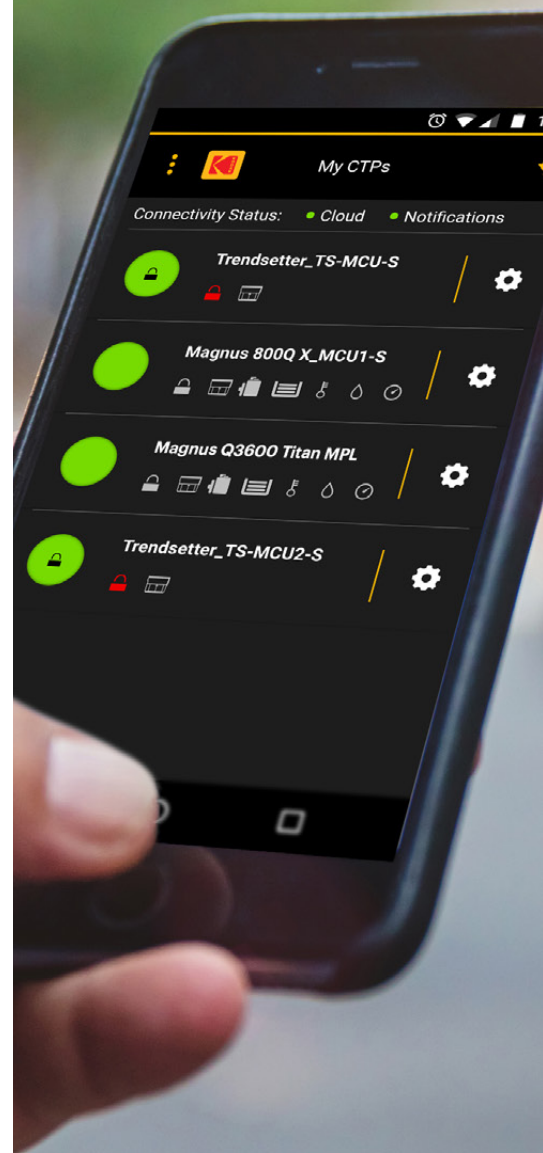 My CTPs
Connectivity Status: Cloud Notifications
Trendsetter_TS-MCU-S
Magnus 800Q X_MCU1-S
Magnus Q3600 Titan MPL
Trendsetter_TS-MCU2-S